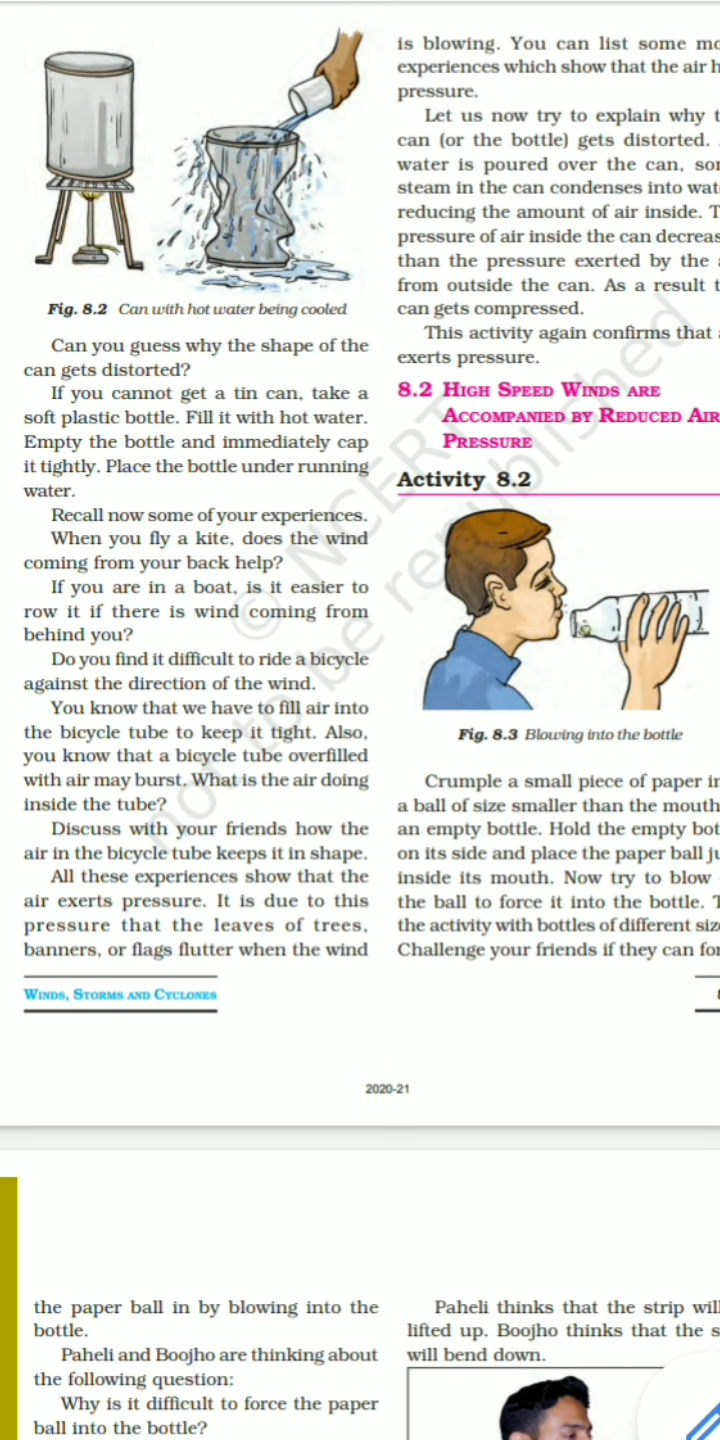 Fig. 8.2 Can with hot water being cooled
Can you guess why the shape of the
can gets distorted?
If you cannot get a tin can, take a
soft plastic bottle. Fill it with hot water.
Empty the bottle and immediately cap
it tightly. Place the bottle under running
water.
Recall now some of your experiences.
When you fly a kite, does the wind
coming from your back help?
If you are in a boat, is it easier to
row it if there is wind coming from
behind you?
Do you find it difficult to ride a bicycle
against the direction of the wind.
You know that we have to fill air into
the bicycle tube to keep it tight. Also,
you know that a bicycle tube overfilled
with air may burst. What is the air doing
inside the tube?
Discuss with your friends how the
air in the bicycle tube keeps it in shape.
All these experiences show that the
air exerts pressure. It is due to this
pressure that the leaves of trees,
banners, or flags flutter when the wind
is blowing. You can list some
experiences which show that the air
pressure.
Let us now try to explain why
can (or the bottle) gets distorted.
water is poured over the can,
steam in the can condenses into
reducing the amount of air inside.
pressure of air inside the can
than the pressure exerted by the
from outside the can. As a result
can gets compressed.
This activity again confirms that
exerts pressure.
8.2 HIGH SPEED WINDS ARE
ACCOMPANIED BY REDUCED AIR
PRESSURE
Activity 8.2
Fig. 8.3 Blowing into the bottle
Crumple a small piece of paper
a ball of size smaller than the mouth
an empty bottle. Hold the empty
on its side and place the paper ball
inside its mouth. Now try to blow
the ball to force it into the bottle.
the activity with bottles of different
Challenge your friends if they can
WINDS, STORMS AND CYCLONES
© NCERT
not to be republished
2020-21
the paper ball in by blowing into the
bottle.
Paheli and Boojho are thinking about
the following question:
Why is it difficult to force the paper
ball into the bottle?
Paheli thinks that the strip will
lifted up. Boojho thinks that the
will bend down.